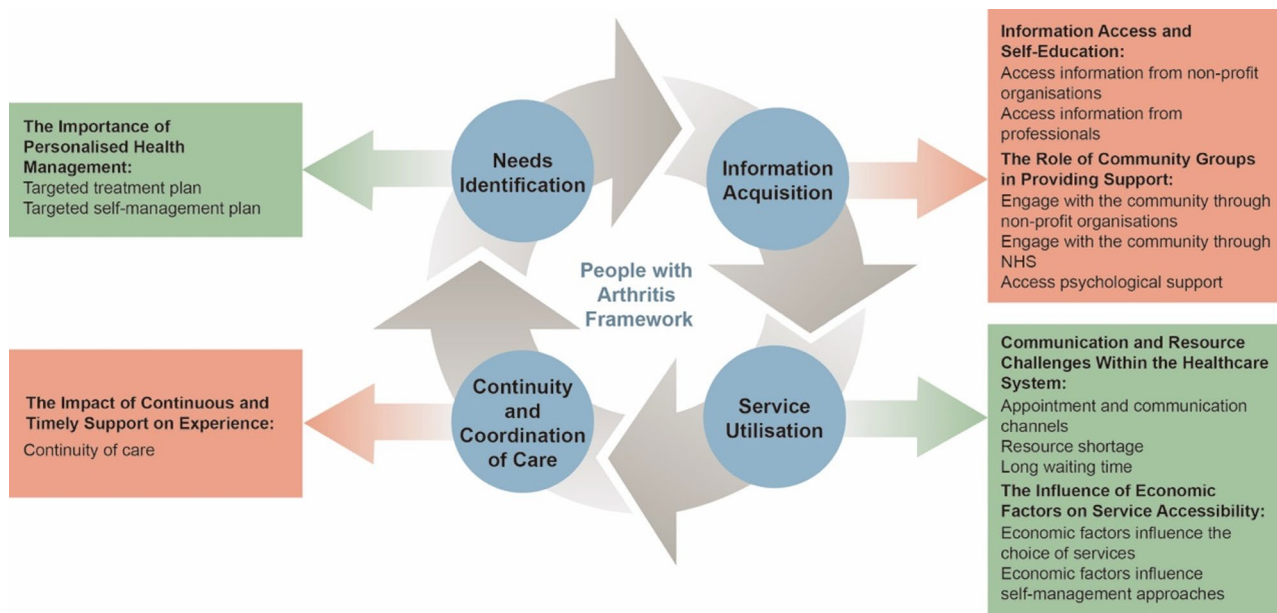 The Importance of
Personalised Health
Management:
Targeted treatment plan
Targeted self-management plan
Needs
Identification
Information
Acquisition
Information Access and
Self-Education:
Access information from non-profit
organisations
Access information from
professionals
The Role of Community Groups
in Providing Support:
Engage with the community through
non-profit organisations
Engage with the community through
NHS
Access psychological support
People with
Arthritis
Framework
The Impact of Continuous and
Timely Support on Experience:
Continuity of care
Continuity
and
Coordination
of Care
Service
Utilisation
Communication and Resource
Challenges Within the Healthcare
System:
Appointment and communication
channels
Resource shortage
Long waiting time
The Influence of Economic
Factors on Service Accessibility:
Economic factors influence the
choice of services
Economic factors influence
self-management approaches